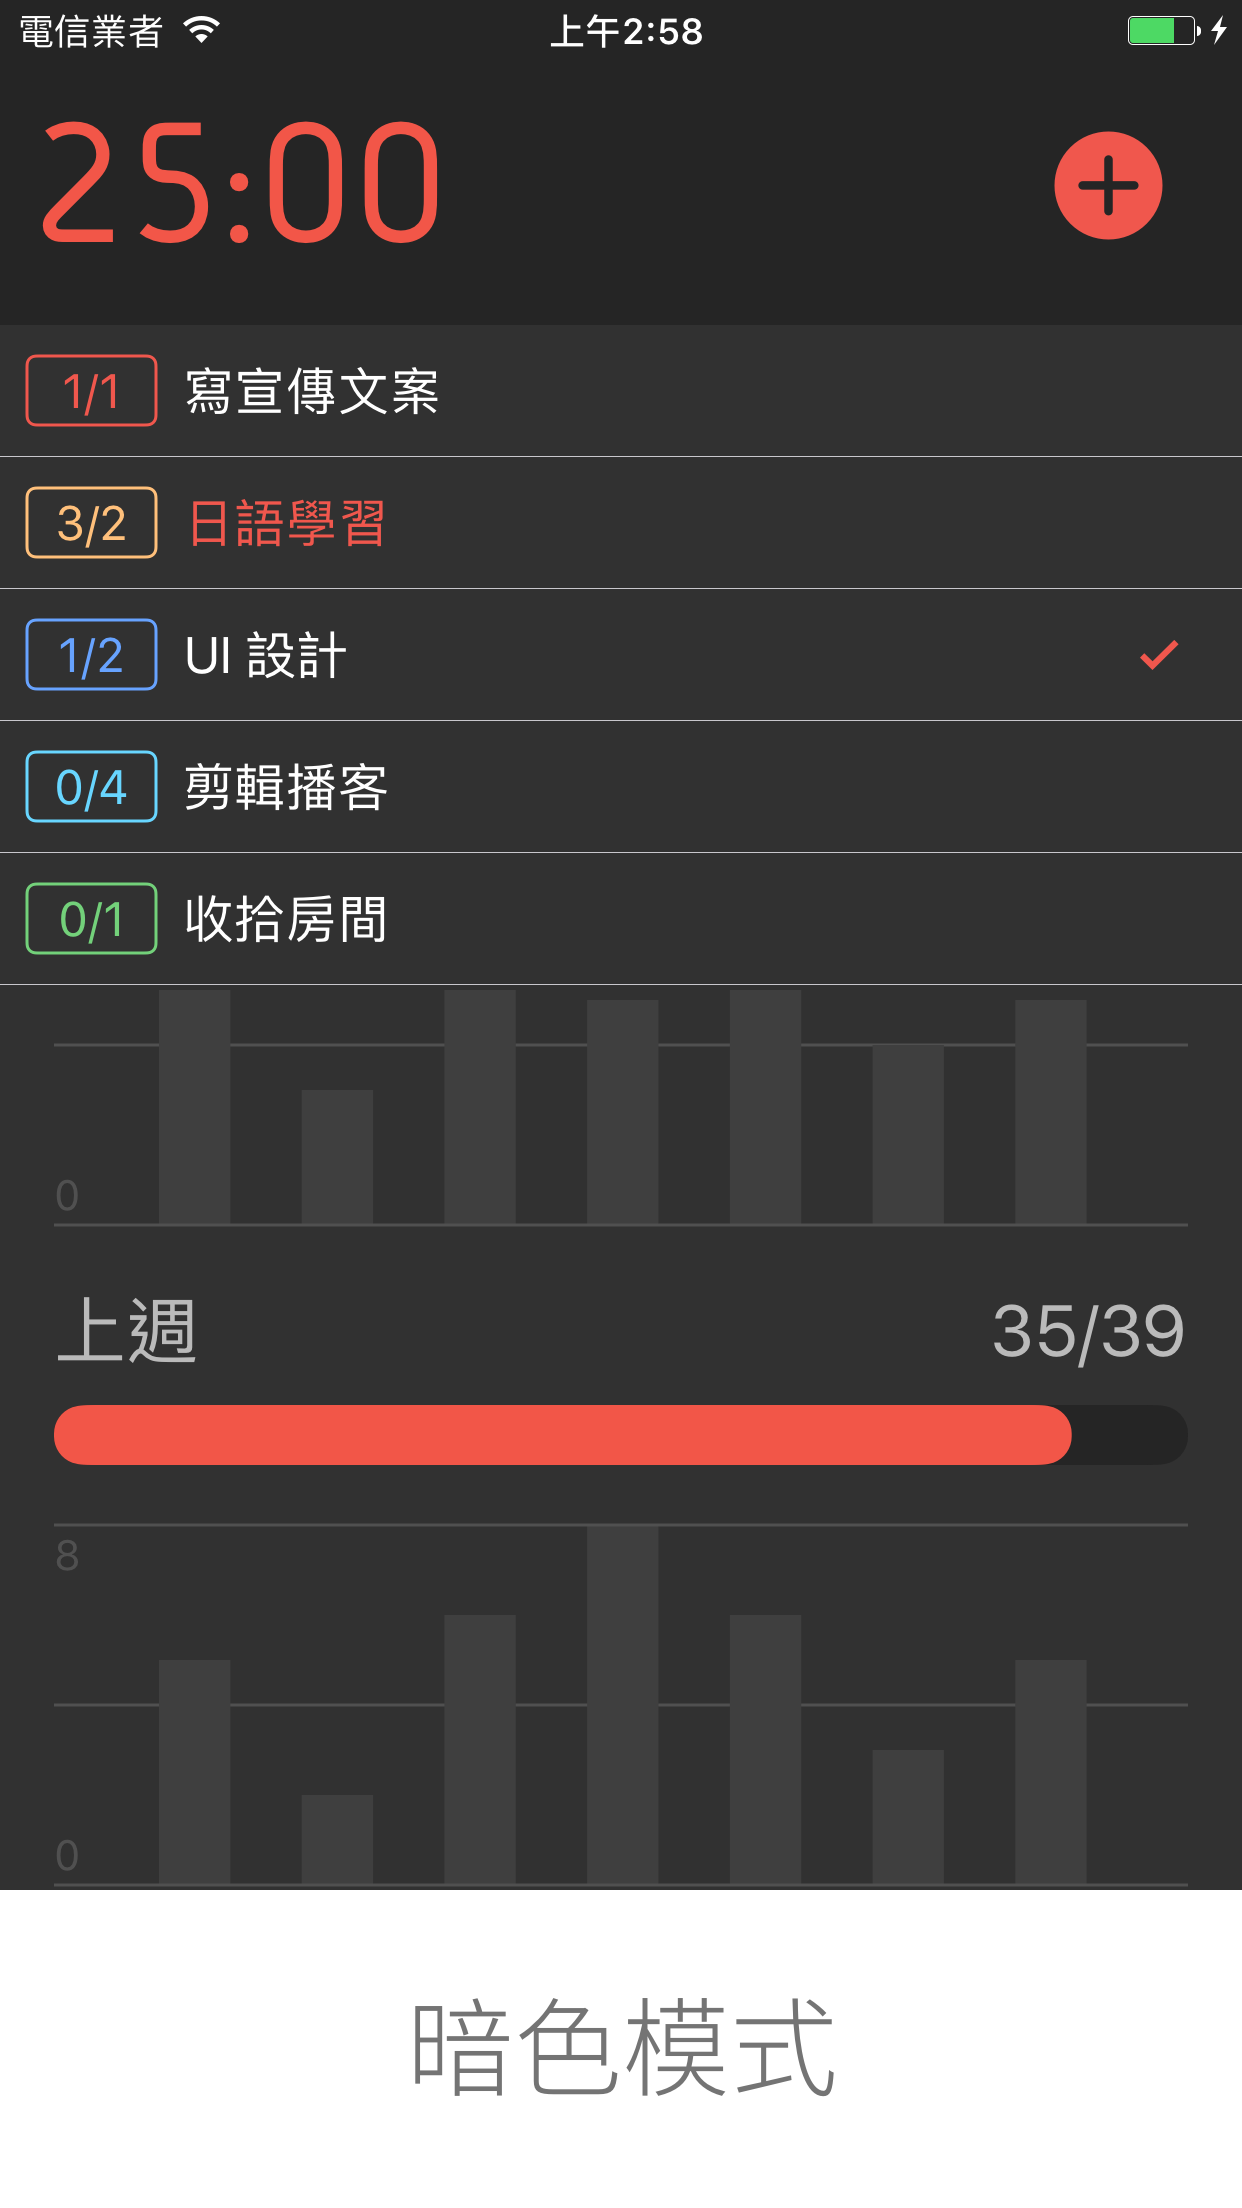 電信業者 上午2:58
25:00
1/1 寫宣傳文案
3/2 日語學習
1/2 UI 設計
0/4 剪輯播客
0/1 收拾房間
0
上週 35/39
8
0
暗色模式